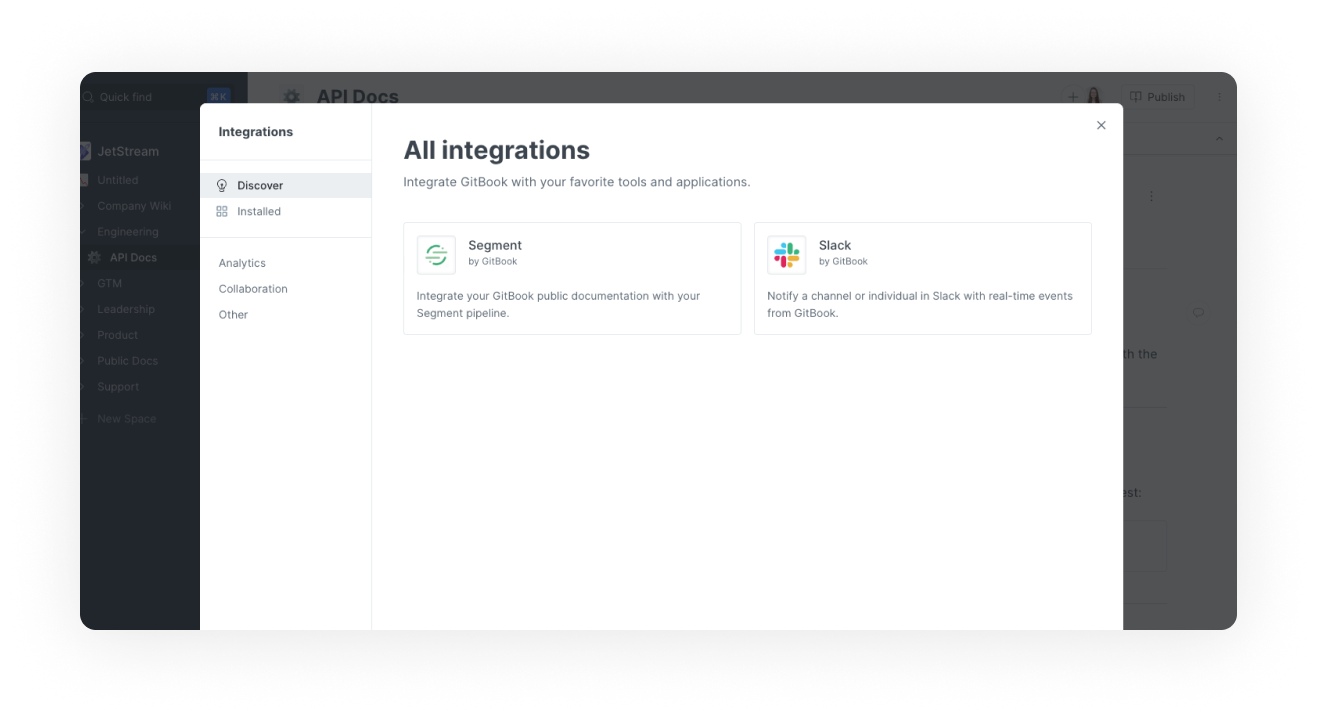 Quick find
⌘K
API Docs
Publish
JetStream
Untitled
Company Wiki
Engineering
API Docs
GTM
Leadership
Product
Public Docs
Support
New Space
Integrations
Discover
Installed
Analytics
Collaboration
Other
All integrations
Integrate GitBook with your favorite tools and applications.
Segment
by GitBook
Integrate your GitBook public documentation with your
Segment pipeline.
Slack
by GitBook
Notify a channel or individual in Slack with real-time events
from GitBook.
the